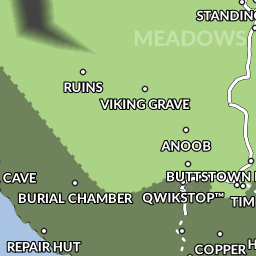 STANDING
MEADOWS
RUINS
VIKING GRAVE
ANOOB
BUTTSTOWN
CAVE
BURIAL CHAMBER
QWIKSTOP™
TIM
REPAIR HUT
COPPER
H